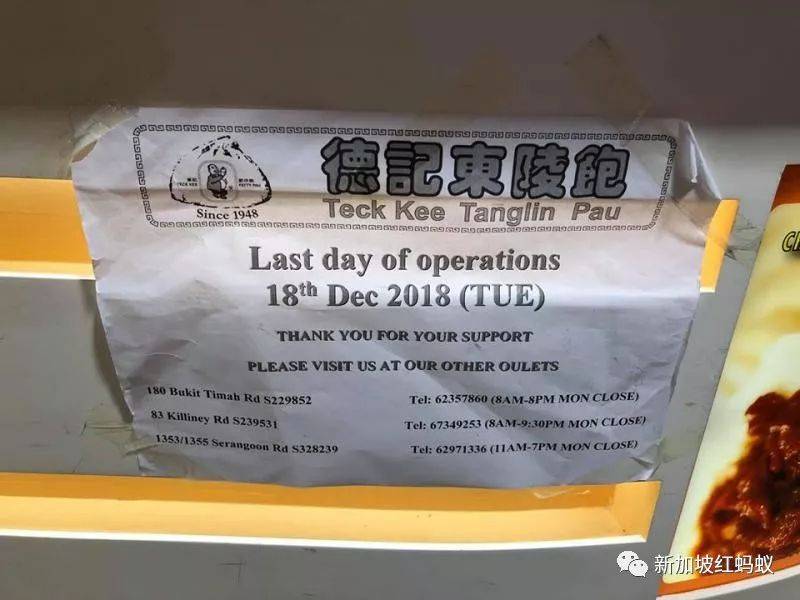 德記東陵飽
Teck Kee Tanglin Pau
TECK KEE
Since 1948
Last day of operations
18th Dec 2018 (TUE)
THANK YOU FOR YOUR SUPPORT
PLEASE VISIT US AT OUR OTHER OULETS
180 Bukit Timah Rd S229852 Tel: 62357860 (8AM-8PM MON CLOSE)
83 Killiney Rd S239531 Tel: 67349253 (8AM-9:30PM MON CLOSE)
1353/1355 Serangoon Rd S328239 Tel: 62971336 (11AM-7PM MON CLOSE)
新加坡红蚂蚁